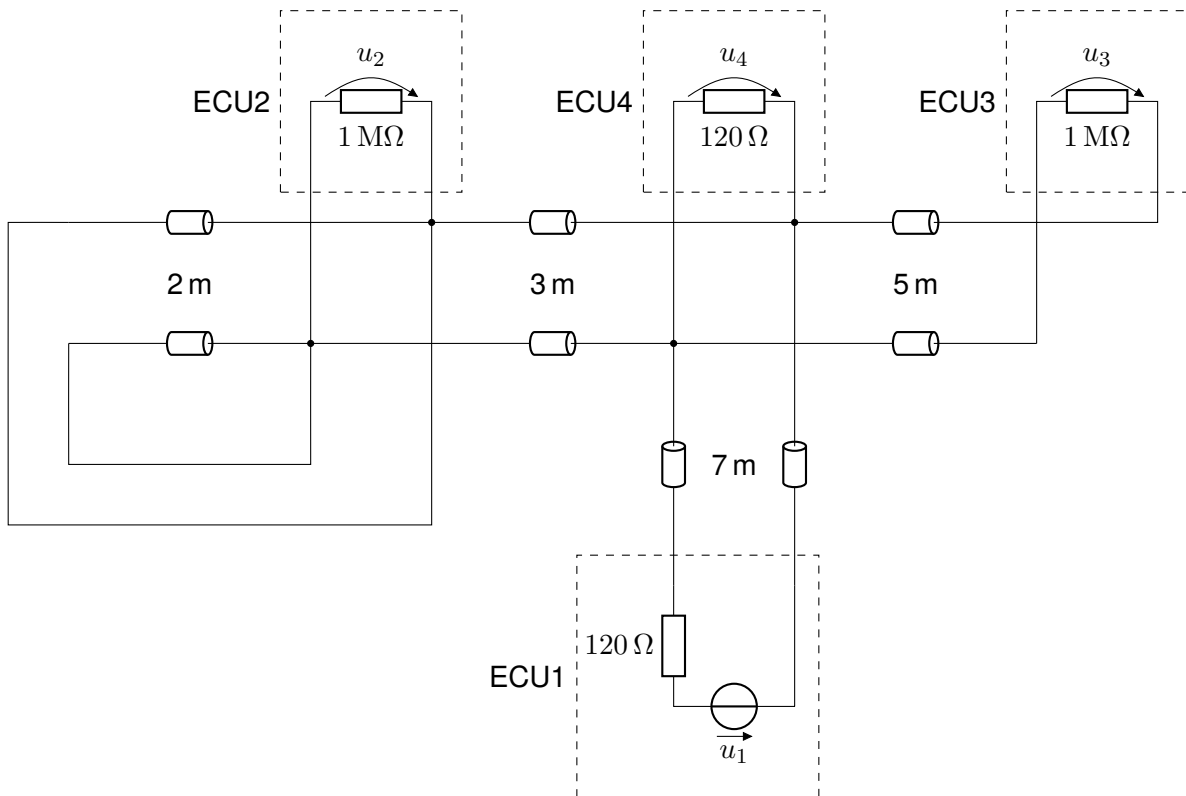 u2
u4
u3
ECU2
ECU4
ECU3
1 MΩ
120 Ω
1 MΩ
2 m
3 m
5 m
7 m
120 Ω
ECU1
u1